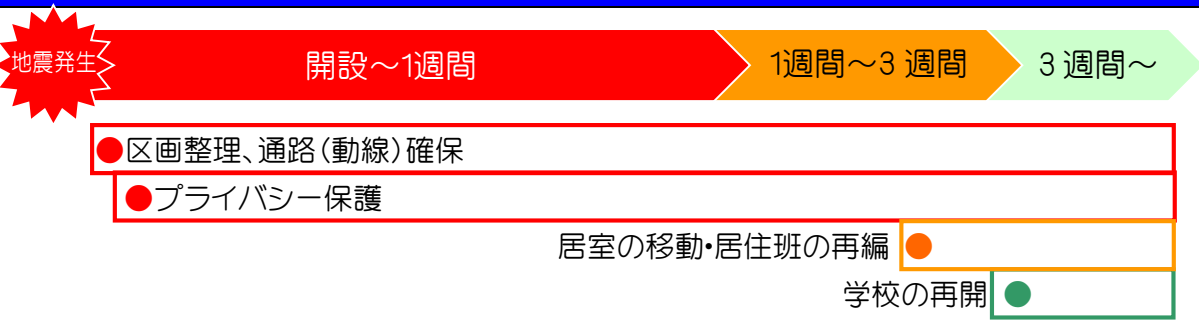 地震発生
開設～1週間
1週間～3週間
3週間～
●区画整理、通路（動線）確保
●プライバシー保護
居室の移動・居住班の再編●
学校の再開●